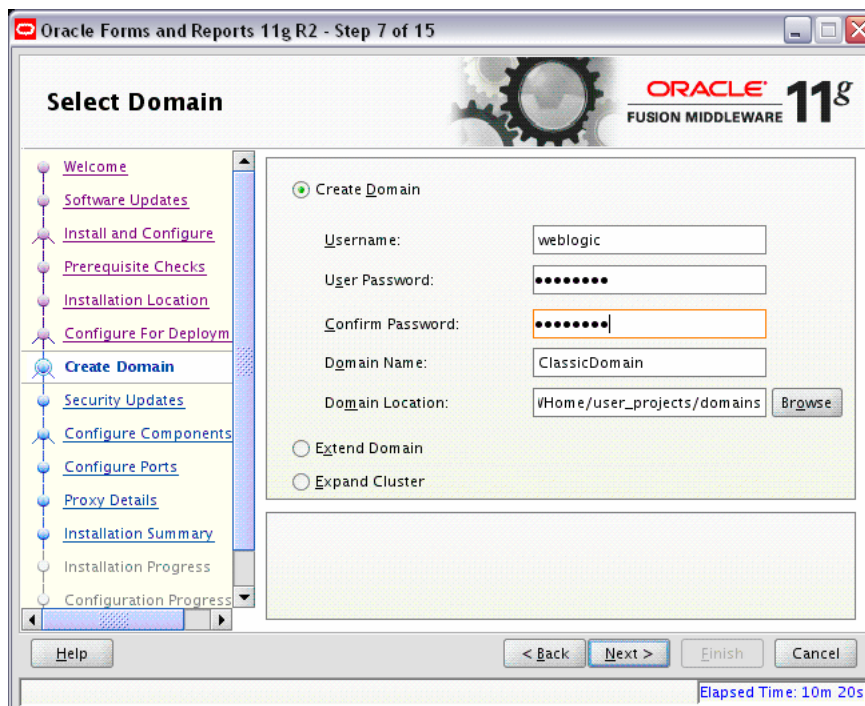 Oracle Forms and Reports 11g R2 - Step 7 of 15
Select Domain
ORACLE
FUSION MIDDLEWARE
11g
Welcome
Software Updates
Install and Configure
Prerequisite Checks
Installation Location
Configure For Deploym
Create Domain
Security Updates
Configure Components
Configure Ports
Proxy Details
Installation Summary
Installation Progress
Configuration Progress
Create Domain
Username: weblogic
User Password: ••••••••
Confirm Password: ••••••••
Domain Name: ClassicDomain
Domain Location: Home/user_projects/domains Browse
Extend Domain
Expand Cluster
Help < Back Next > Finish Cancel
Elapsed Time: 10m 20s